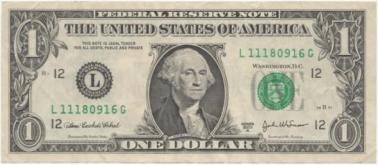 FEDERAL RESERVE NOTE
THE UNITED STATES OF AMERICA
1
1
THIS NOTE IS LEGAL TENDER
FOR ALL DEBTS, PUBLIC AND PRIVATE
L 11180916 G
WASHINGTON, D.C.
12
L
12
L 11180916 G
12
12
SERIES
1
ONE DOLLAR
1